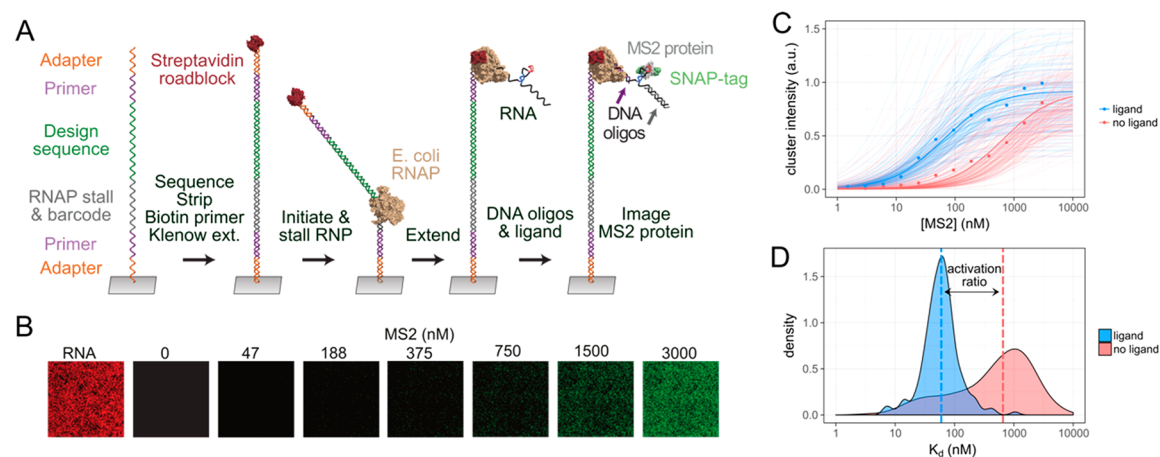 A
Adapter
Primer
Design
sequence
RNAP stall
& barcode
Primer
Adapter
Streptavidin
roadblock
Sequence
Strip
Biotin primer
Klenow ext.
Initiate &
stall RNP
E. coli
RNAP
Extend
RNA
DNA oligos
& ligand
MS2 protein
SNAP-tag
DNA
oligos
Image
MS2 protein
B
MS2 (nM)
RNA 0 47 188 375 750 1500 3000
C
cluster intensity (a.u.)
1.5
1.0
0.5
0.0
1 10 100 1000 10000
[MS2] (nM)
ligand
no ligand
D
density
1.5
1.0
0.5
0.0
activation
ratio
1 10 100 1000 10000
Kd (nM)
ligand
no ligand